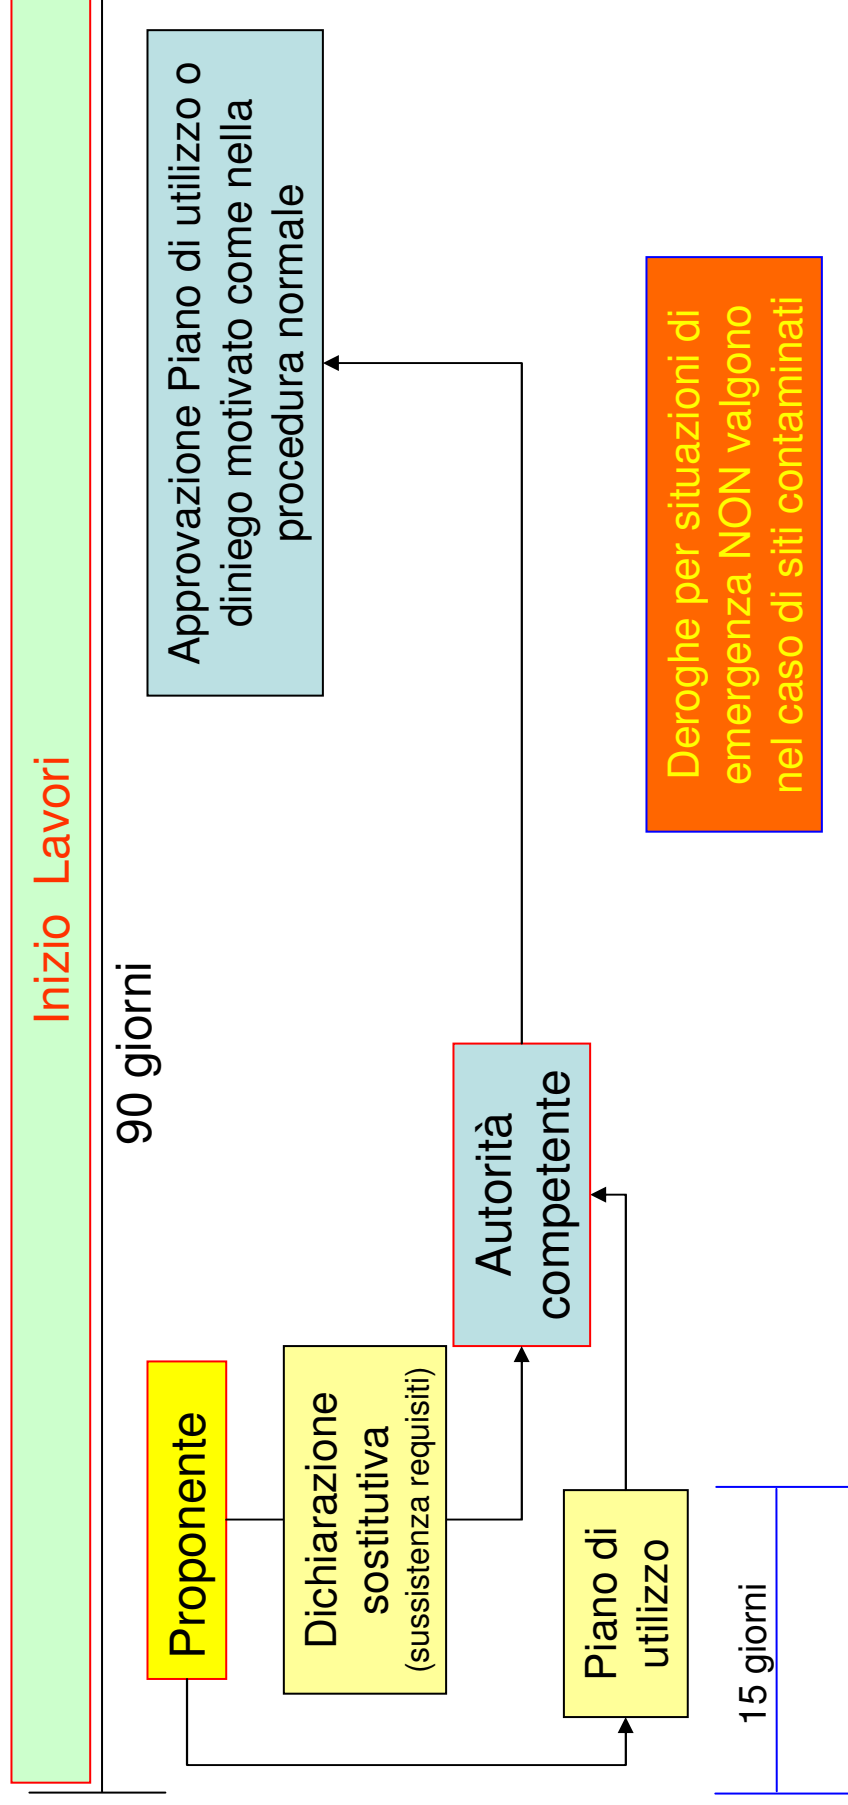 Inizio Lavori
90 giorni
Proponente
Approvazione Piano di utilizzo o
diniego motivato come nella
procedura normale
Dichiarazione
sostitutiva
(sussistenza requisiti)
Autorità
competente
Piano di
utilizzo
Deroghe per situazioni di
emergenza NON valgono
nel caso di siti contaminati
15 giorni